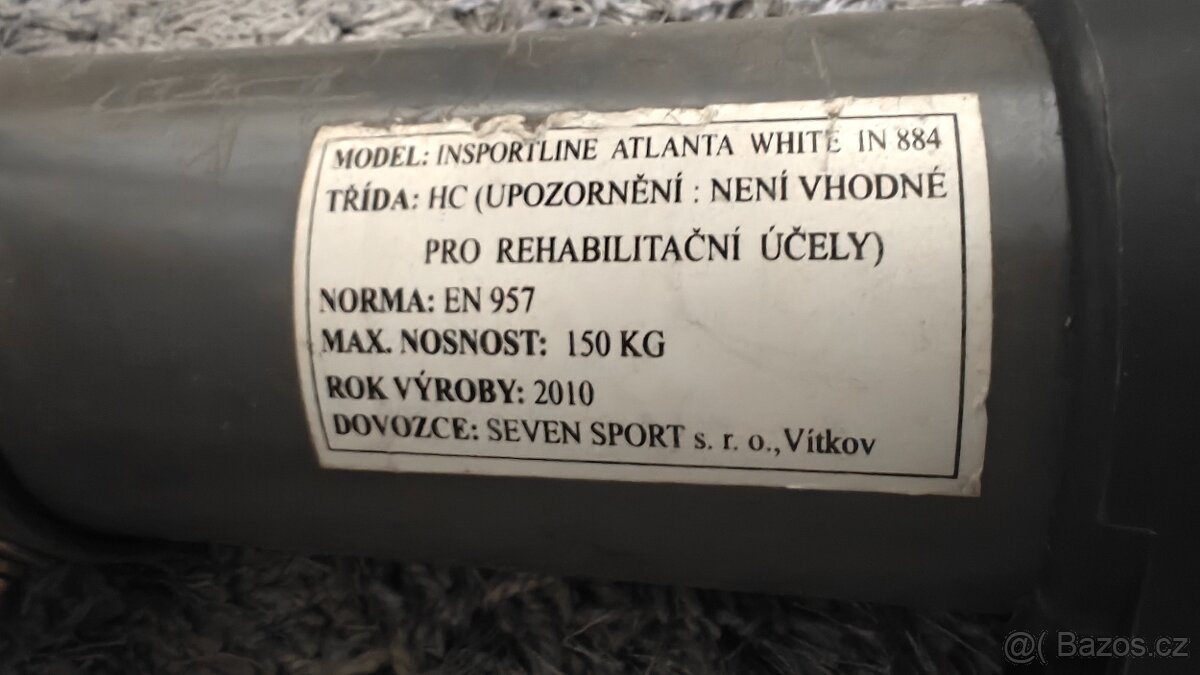 MODEL: INSPORTLINE ATLANTA WHITE IN 884
TŘÍDA: HC (UPOZORNĚNÍ : NENÍ VHODNÉ
PRO REHABILITAČNÍ ÚČELY)
NORMA: EN 957
MAX. NOSNOST: 150 KG
ROK VÝROBY: 2010
DOVOZCE: SEVEN SPORT s. r. o., Vítkov
@( Bazos.cz